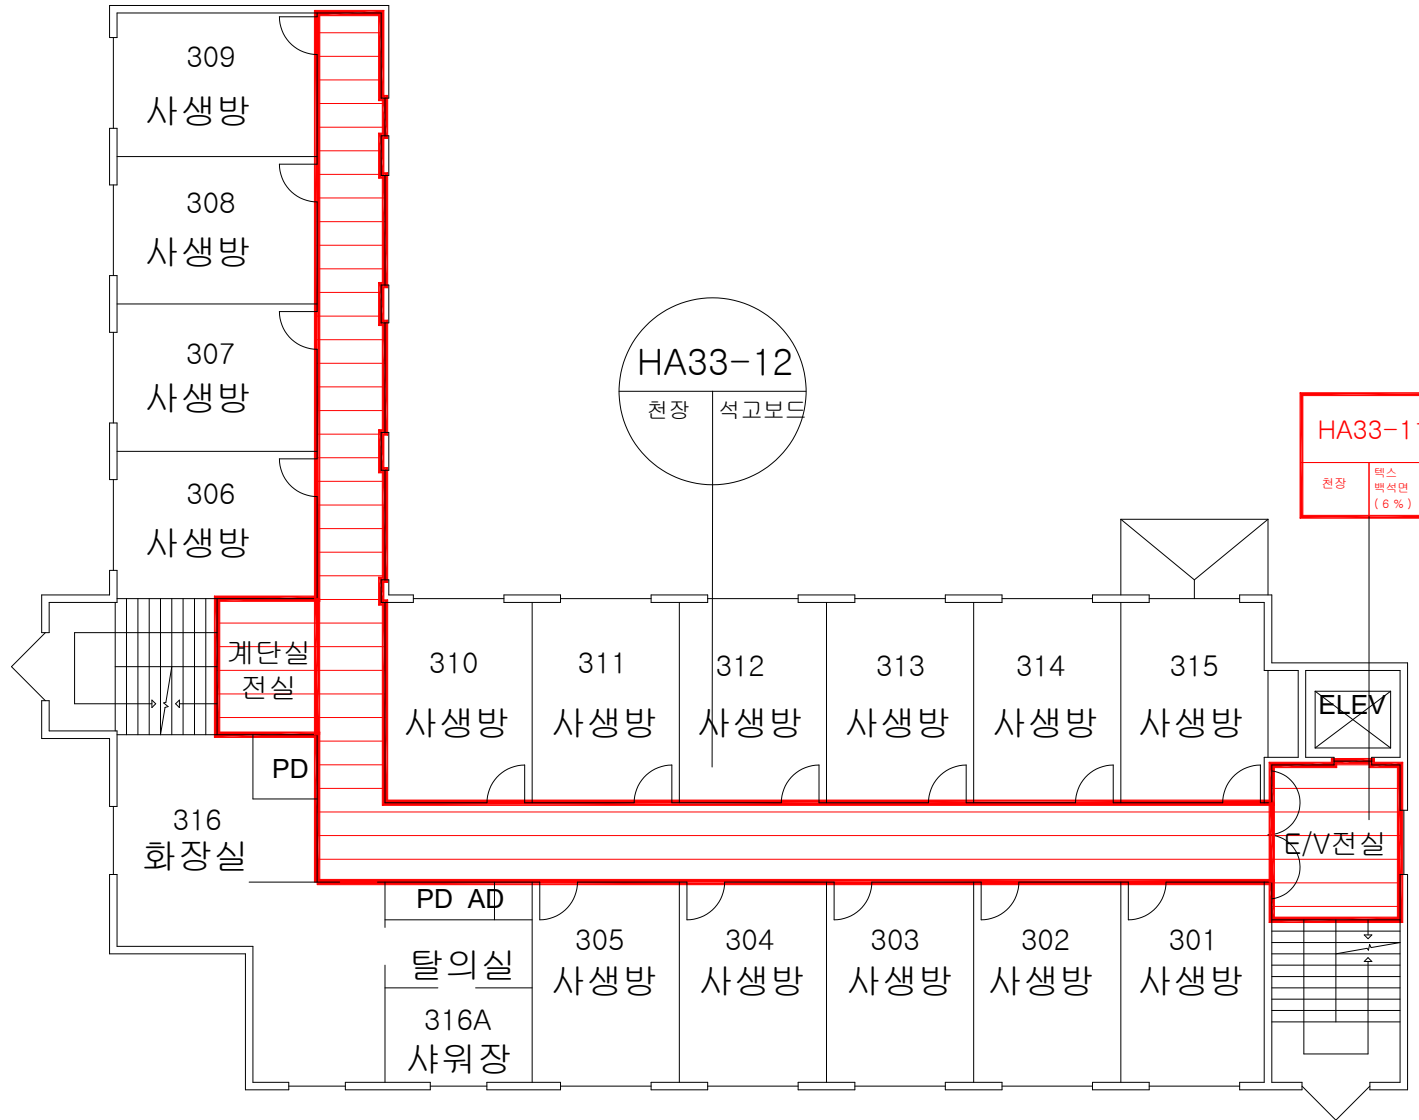 309
사생방
308
사생방
307
사생방
306
사생방
HA33-12
천장
석고보드
HA33-11
천장
텍스
백석면
(6%)
계단실
전실
310
사생방
311
사생방
312
사생방
313
사생방
314
사생방
315
사생방
ELEV
PD
316
화장실
E/V전실
PD AD
탈의실
316A
샤워장
305
사생방
304
사생방
303
사생방
302
사생방
301
사생방